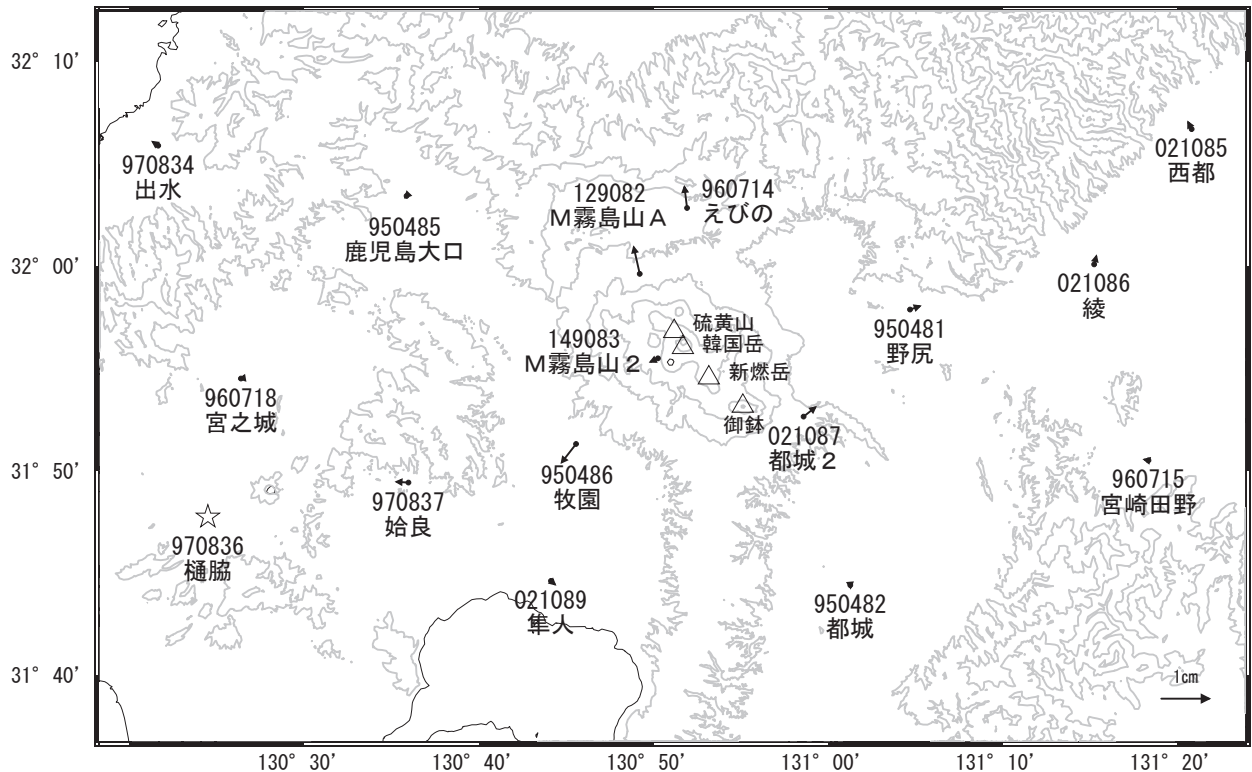 32° 10'
021085
西都
970834
出水
129082
M霧島山A
960714
えびの
950485
鹿児島大口
32° 00'
021086
綾
950481
野尻
硫黄山
韓国岳
149083
M霧島山2
新燃岳
960718
宮之城
御鉢
021087
都城2
31° 50'
950486
牧園
960715
宮崎田野
970837
姶良
970836
樋脇
021089
隼人
950482
都城
31° 40'
1cm
130° 30'
130° 40'
130° 50'
131° 00'
131° 10'
131° 20'